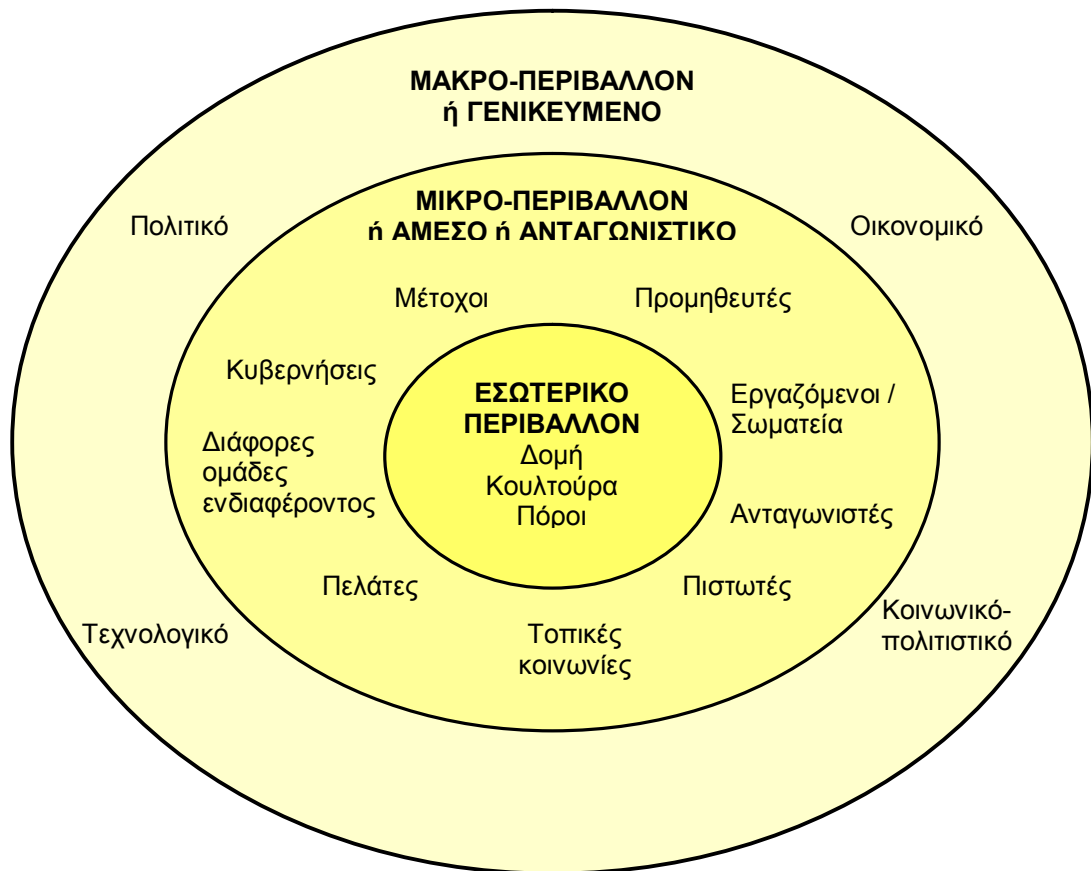 ΜΑΚΡΟ-ΠΕΡΙΒΑΛΛΟΝ
ή ΓΕΝΙΚΕΥΜΕΝΟ
ΜΙΚΡΟ-ΠΕΡΙΒΑΛΛΟΝ
ή ΑΜΕΣΟ ή ΑΝΤΑΓΩΝΙΣΤΙΚΟ
Πολιτικό
Οικονομικό
Μέτοχοι
Προμηθευτές
Κυβερνήσεις
ΕΣΩΤΕΡΙΚΟ
ΠΕΡΙΒΑΛΛΟΝ
Δομή
Κουλτούρα
Πόροι
Εργαζόμενοι /
Σωματεία
Διάφορες
ομάδες
ενδιαφέροντος
Ανταγωνιστές
Πελάτες
Πιστωτές
Τεχνολογικό
Τοπικές
κοινωνίες
Κοινωνικό-
πολιτιστικό